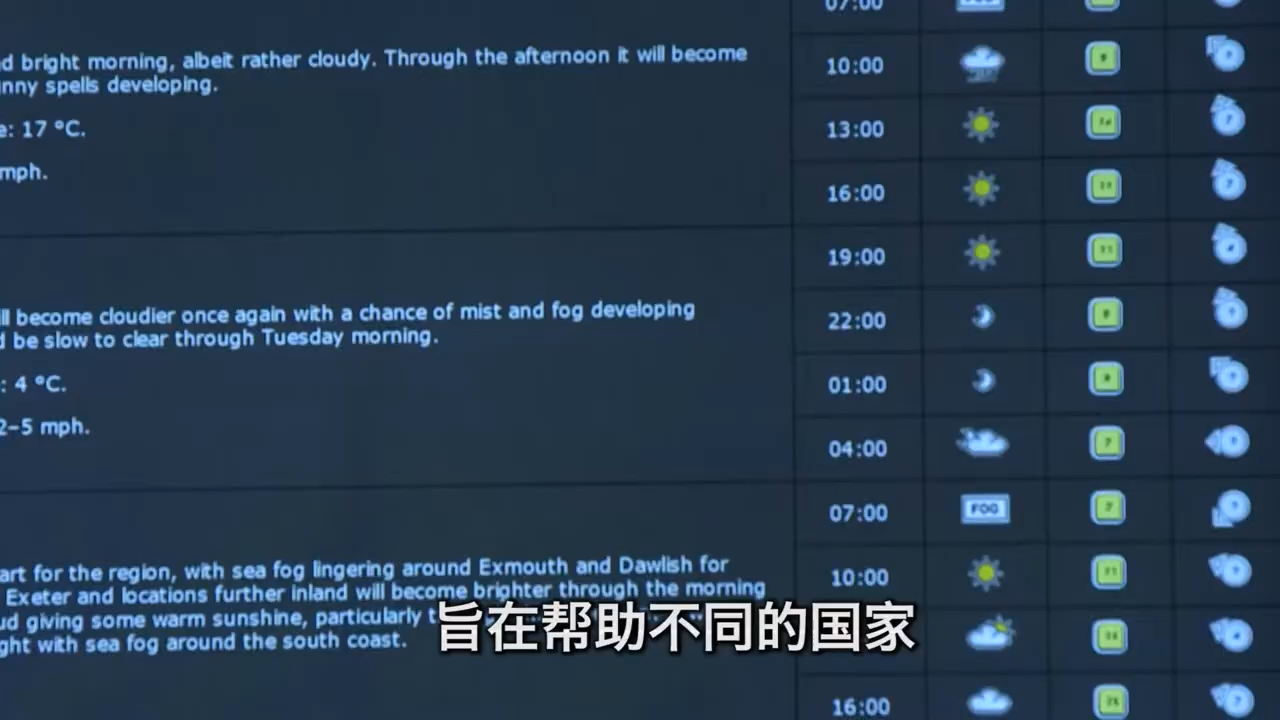 07:00
d bright morning, albeit rather cloudy. Through the afternoon it will become
nny spells developing.
10:00
e: 17 °C.
13:00
mph.
16:00
19:00
ll become cloudier once again with a chance of mist and fog developing
d be slow to clear through Tuesday morning.
22:00
: 4 °C.
01:00
2-5 mph.
04:00
07:00
FOG
art for the region, with sea fog lingering around Exmouth and Dawlish for
Exeter and locations further inland will become brighter through the morning
10:00
ud giving some warm sunshine, particularly
ght with sea fog around the south coast.
旨在帮助不同的国家
16:00